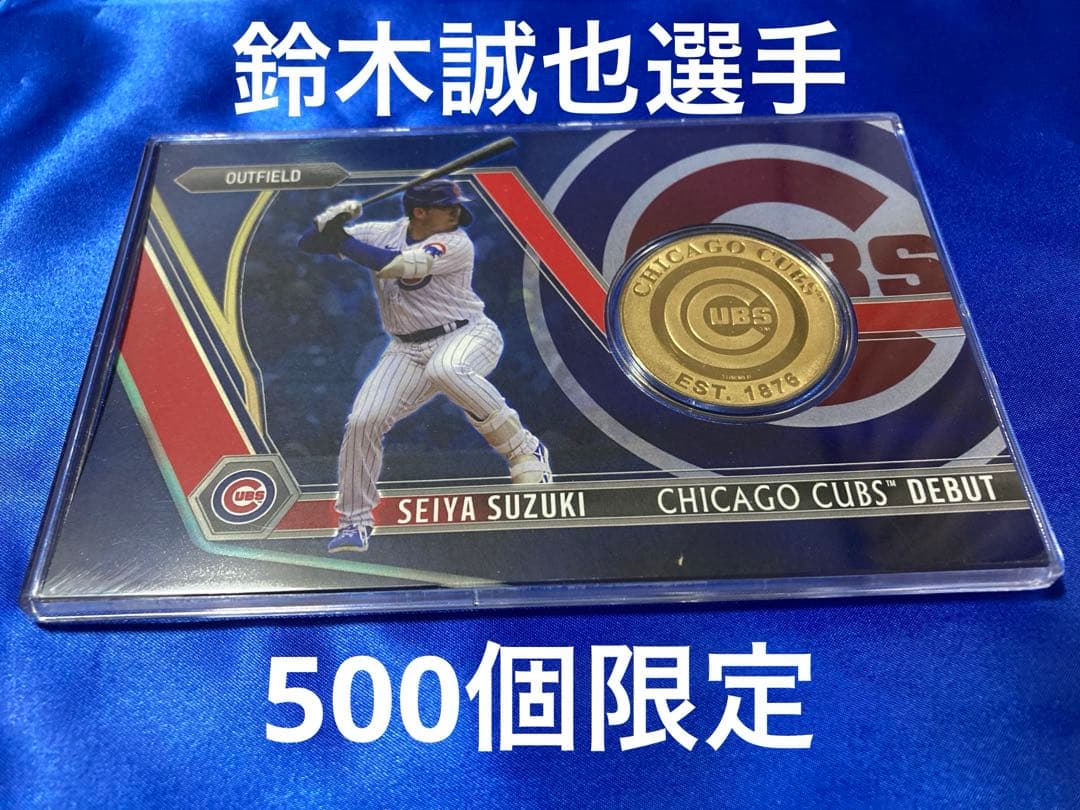 鈴木誠也選手
OUTFIELD
CUBS
CHICAGO CUBS™
CUBS
EST. 1876
CUBS
SEIYA SUZUKI
CHICAGO CUBS™ DEBUT
500個限定